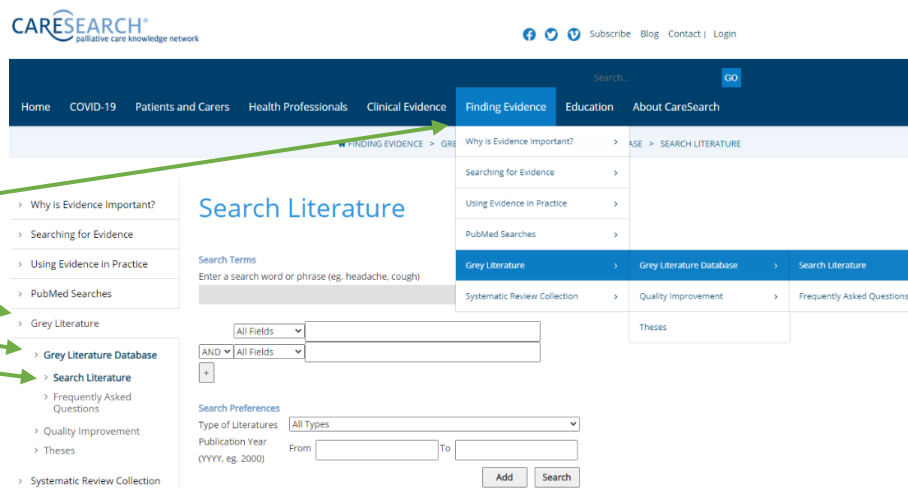 CARESEARCH®
palliative care knowledge network
Subscribe Blog Contact | Login
Search...
GO
Home COVID-19 Patients and Carers Health Professionals Clinical Evidence Finding Evidence Education About CareSearch
FINDING EVIDENCE > GRE
ASE > SEARCH LITERATURE
Why is Evidence Important? >
Searching for Evidence >
Using Evidence in Practice >
PubMed Searches >
Grey Literature > Grey Literature Database > Search Literature
Systematic Review Collection > Quality Improvement > Frequently Asked Questions
Theses
> Why is Evidence Important?
> Searching for Evidence
> Using Evidence in Practice
> PubMed Searches
> Grey Literature
> Grey Literature Database
> Search Literature
> Frequently Asked
Questions
> Quality Improvement
> Theses
> Systematic Review Collection
Search Literature
Search Terms
Enter a search word or phrase (eg. headache, cough)
All Fields
AND All Fields
+
Search Preferences
Type of Literatures All Types
Publication Year
(YYYY, eg. 2000)
From To
Add Search